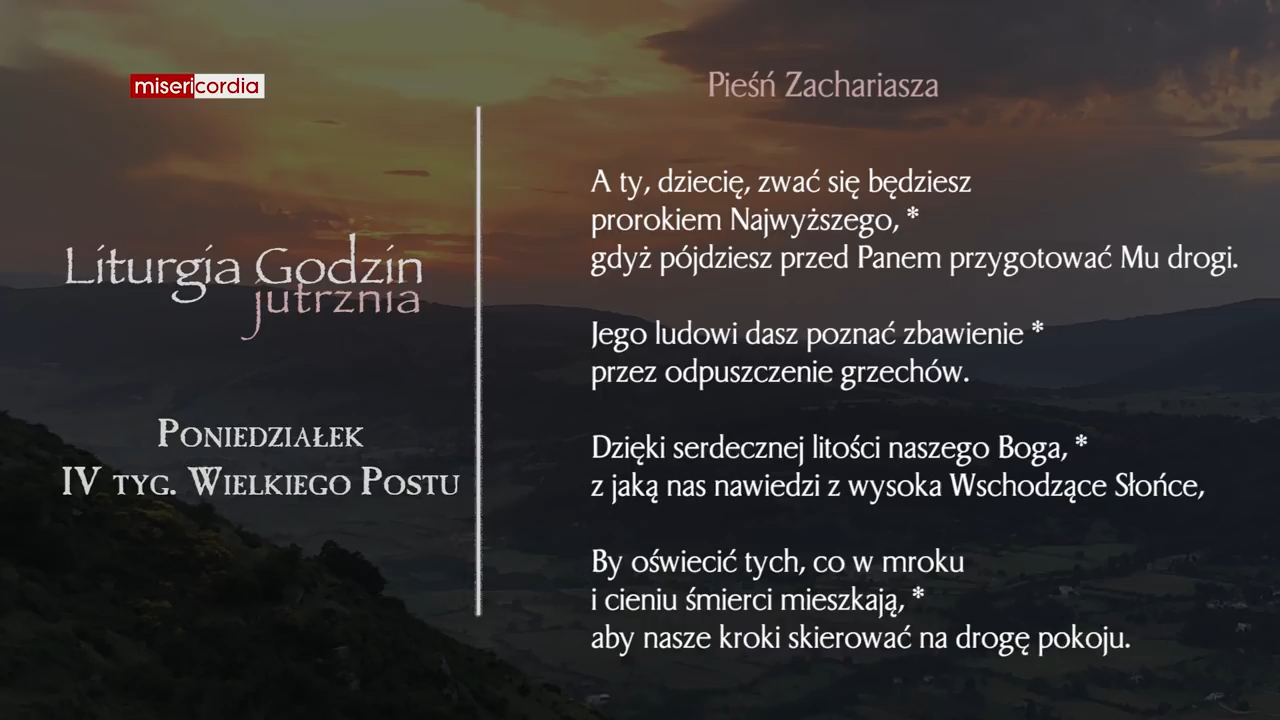 misericordia
Liturgia Godzin
jutrznia
Poniedziałek
IV tyg. Wielkiego Postu
Pieśń Zachariasza
A ty, dziecię, zwać się będziesz
prorokiem Najwyższego, *
gdyż pójdziesz przed Panem przygotować Mu drogi.
Jego ludowi dasz poznać zbawienie *
przez odpuszczenie grzechów.
Dzięki serdecznej litości naszego Boga, *
z jaką nas nawiedzi z wysoka Wschodzące Słońce,
By oświecić tych, co w mroku
i cieniu śmierci mieszkają, *
aby nasze kroki skierować na drogę pokoju.